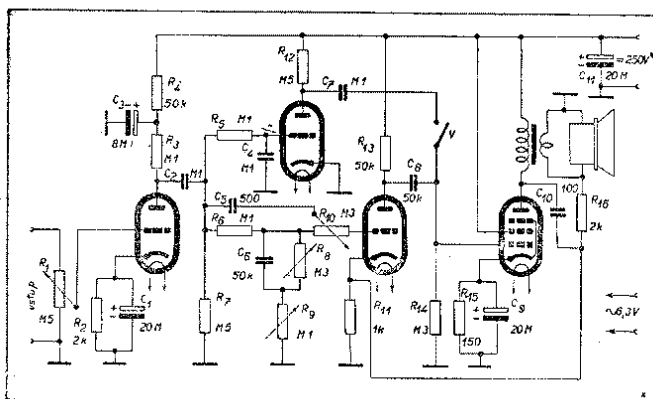 R4
50k
C3
8M
R3
M1
C2
M1
R1
vstup
M5
R2
2k
C1
20M
R5
M1
C4
M1
C5
500
R6
M1
C6
50k
R7
M5
R8
M3
R9
M1
R10
M3
R12
M5
C7
M1
R13
50k
C8
50k
V
R11
1k
R14
M3
R15
150
C9
20M
C10
100
R16
2k
C11
20M
=250V
~6,3V